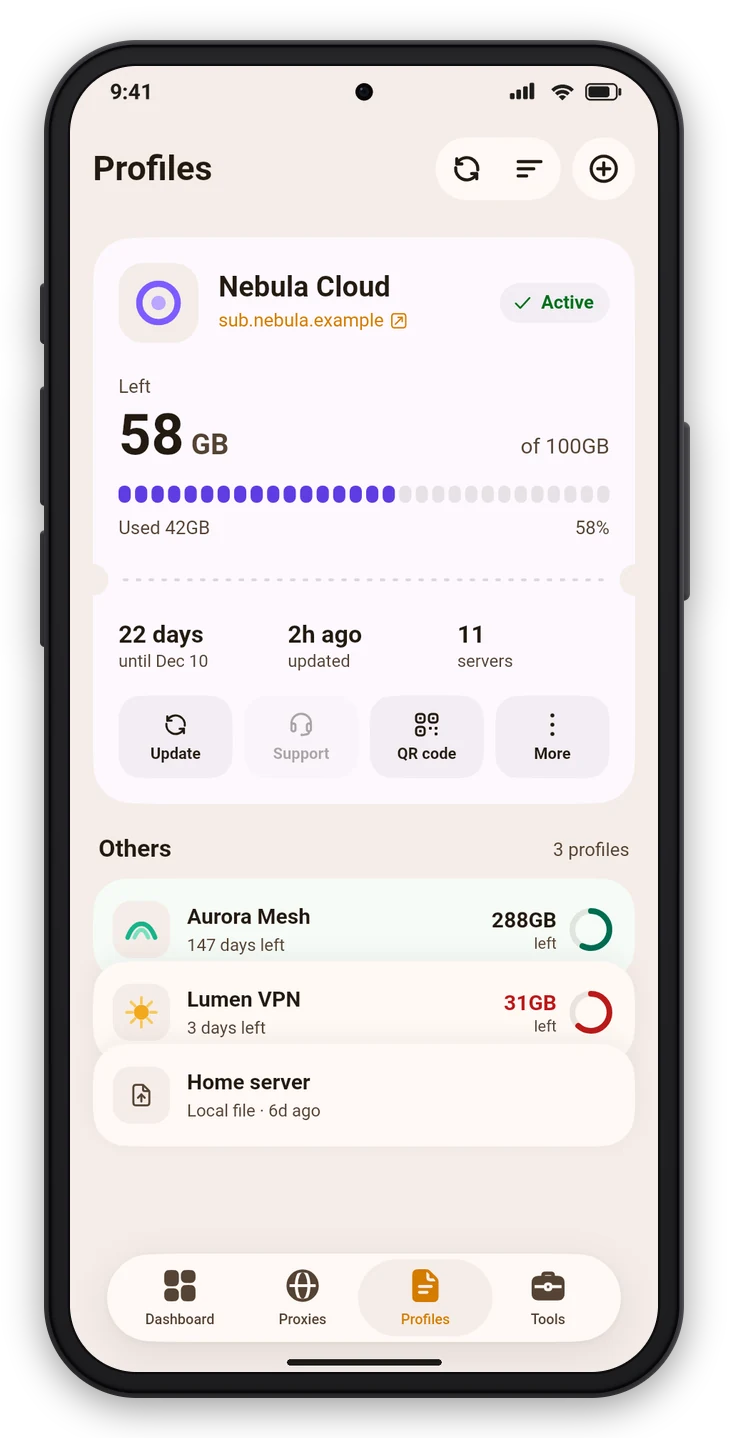 9:41
Profiles
Nebula Cloud
sub.nebula.example
Active
Left
58 GB
of 100GB
Used 42GB
58%
22 days
until Dec 10
2h ago
updated
11
servers
Update
Support
QR code
More
Others
3 profiles
Aurora Mesh
147 days left
288GB
left
Lumen VPN
3 days left
31GB
left
Home server
Local file · 6d ago
Dashboard
Proxies
Profiles
Tools